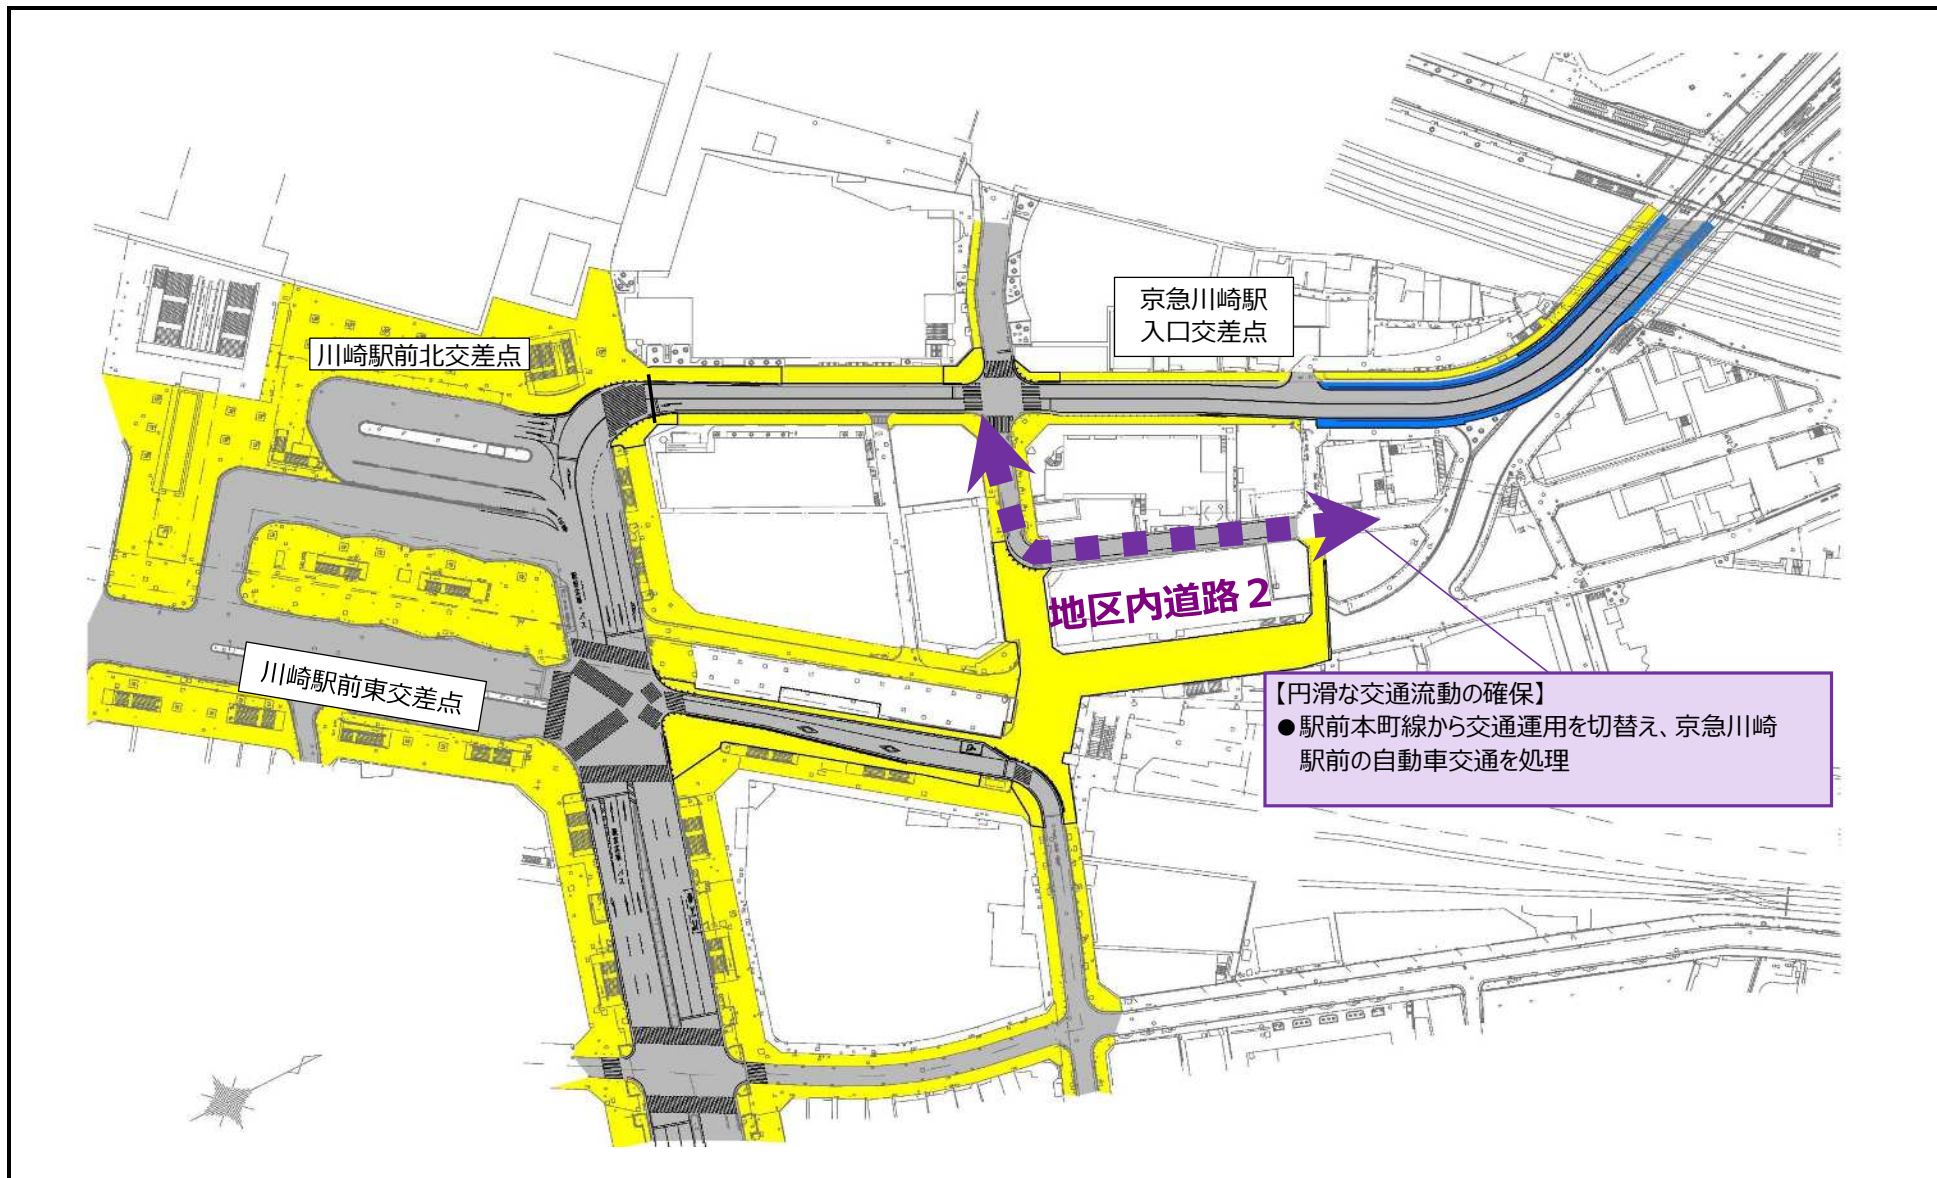 京急川崎駅
入口交差点
川崎駅前北交差点
地区内道路２
川崎駅前東交差点
【円滑な交通流動の確保】
●駅前本町線から交通運用を切替え、京急川崎
駅前の自動車交通を処理